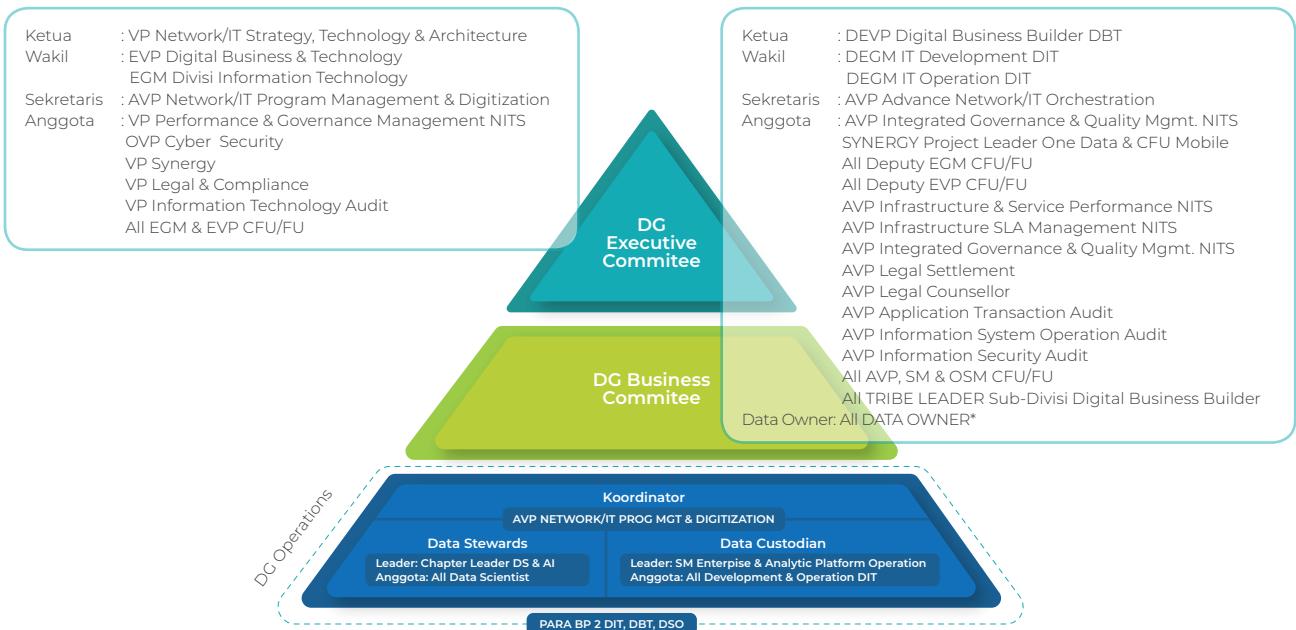 Ketua : VP Network/IT Strategy, Technology & Architecture
Wakil : EVP Digital Business & Technology
EGM Divisi Information Technology
Sekretaris : AVP Network/IT Program Management & Digitization
Anggota : VP Performance & Governance Management NITS
OVP Cyber Security
VP Synergy
VP Legal & Compliance
VP Information Technology Audit
All EGM & EVP CFU/FU
Ketua : DEVP Digital Business Builder DBT
Wakil : DEGM IT Development DIT
DEGM IT Operation DIT
Sekretaris : AVP Advance Network/IT Orchestration
Anggota : AVP Integrated Governance & Quality Mgmt. NITS
SYNERGY Project Leader One Data & CFU Mobile
All Deputy EGM CFU/FU
All Deputy EVP CFU/FU
AVP Infrastructure & Service Performance NITS
AVP Infrastructure SLA Management NITS
AVP Integrated Governance & Quality Mgmt. NITS
AVP Legal Settlement
AVP Legal Counsellor
AVP Application Transaction Audit
AVP Information System Operation Audit
AVP Information Security Audit
All AVP, SM & OSM CFU/FU
All TRIBE LEADER Sub-Divisi Digital Business Builder
Data Owner: All DATA OWNER*
DG
Executive
Commitee
DG Business
Commitee
DG Operations
Koordinator
AVP NETWORK/IT PROG MGT & DIGITIZATION
Data Stewards
Leader: Chapter Leader DS & AI
Anggota: All Data Scientist
Data Custodian
Leader: SM Enterpise & Analytic Platform Operation
Anggota: All Development & Operation DIT
PARA BP 2 DIT, DBT, DSO